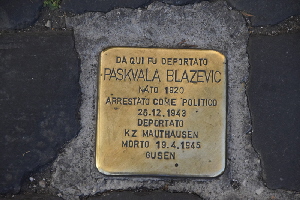 DA QUI FU DEPORTATO
PASKVALA BLAZEVIC
NATO 1920
ARRESTATO COME POLITICO
26.12.1943
DEPORTATO
KZ MAUTHAUSEN
MORTO 19.4.1945
GUSEN